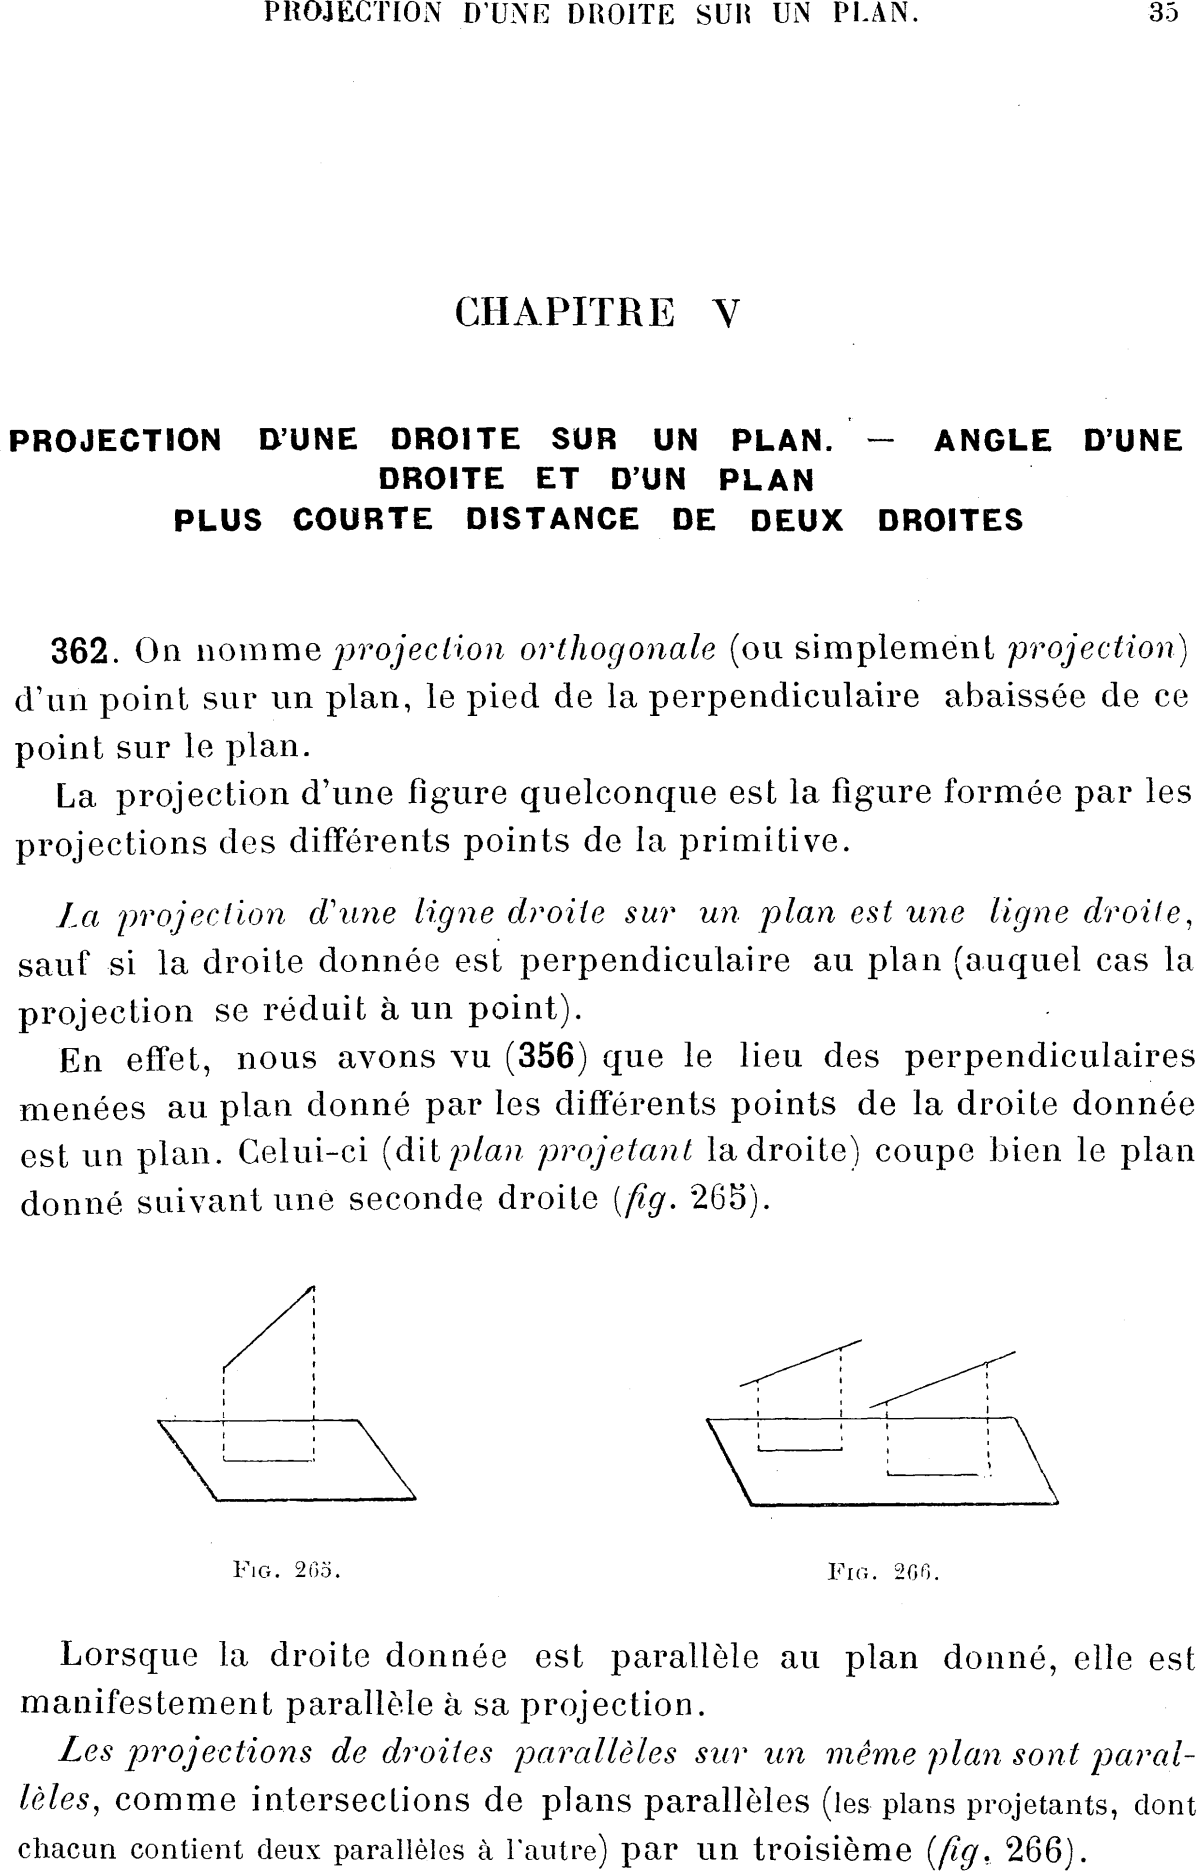 PROJECTION D'UNE DROITE SUR UN PLAN. 35
CHAPITRE V
PROJECTION D'UNE DROITE SUR UN PLAN. — ANGLE D'UNE
DROITE ET D'UN PLAN
PLUS COURTE DISTANCE DE DEUX DROITES
362. On nomme projection orthogonale (ou simplement projection)
d'un point sur un plan, le pied de la perpendiculaire abaissée de ce
point sur le plan.
La projection d'une figure quelconque est la figure formée par les
projections des différents points de la primitive.
La projection d'une ligne droite sur un plan est une ligne droite,
sauf si la droite donnée est perpendiculaire au plan (auquel cas la
projection se réduit à un point).
En effet, nous avons vu (356) que le lieu des perpendiculaires
menées au plan donné par les différents points de la droite donnée
est un plan. Celui-ci (dit plan projetant la droite) coupe bien le plan
donné suivant une seconde droite (fig. 265).
FIG. 265.
FIG. 266.
Lorsque la droite donnée est parallèle au plan donné, elle est
manifestement parallèle à sa projection.
Les projections de droites parallèles sur un même plan sont paral-
lèles, comme intersections de plans parallèles (les plans projetants, dont
chacun contient deux parallèles à l'autre) par un troisième (fig. 266).